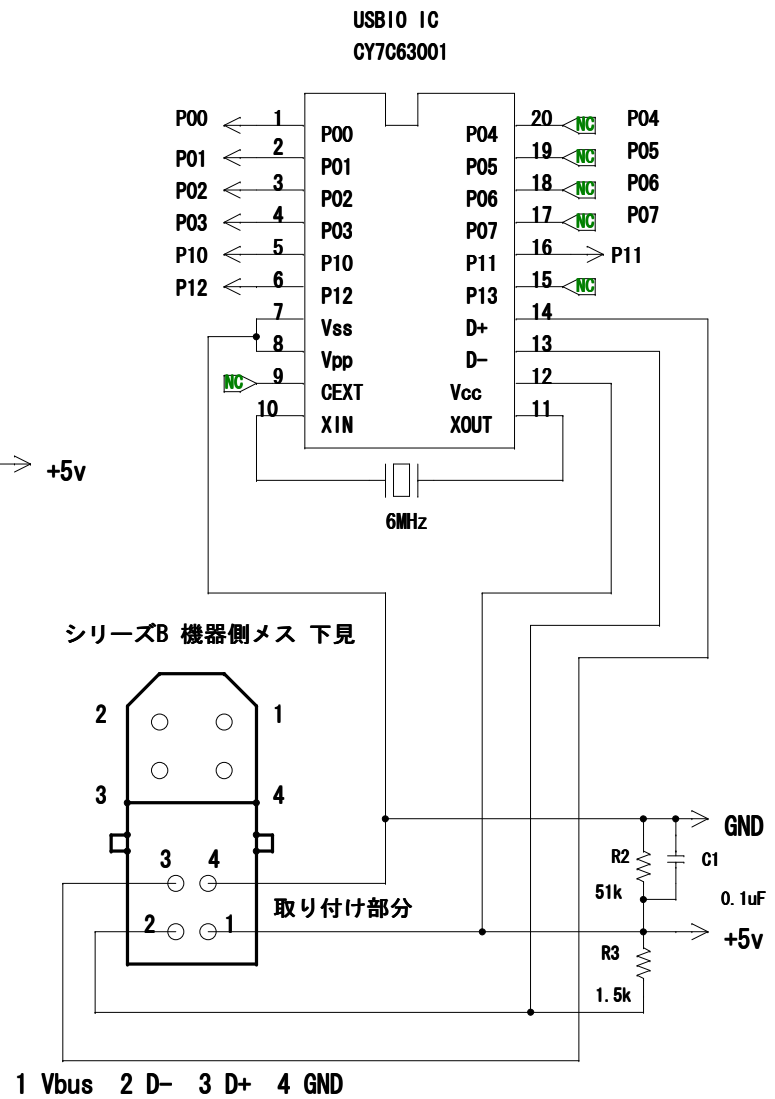 USBIO IC
CY7C63001
P00 1 P00 P04 20 NC P04
P01 2 P01 P05 19 NC P05
P02 3 P02 P06 18 NC P06
P03 4 P03 P07 17 NC P07
P10 5 P10 P11 16 P11
P12 6 P12 P13 15 NC
7 Vss D+ 14
8 Vpp D- 13
NC 9 CEXT Vcc 12
10 XIN XOUT 11
+5v
6MHz
シリーズB 機器側メス 下見
2 1
3 4
3 4
取り付け部分
2 1
GND
R2 C1
51k 0.1uF
+5v
R3
1.5k
1 Vbus 2 D- 3 D+ 4 GND